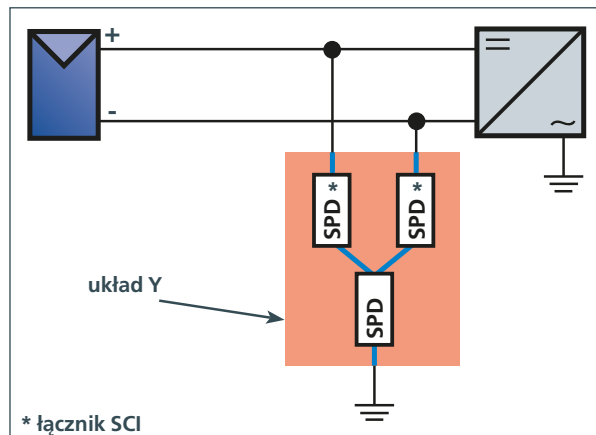 +
-
SPD *
SPD *
układ Y
SPD
* łącznik SCI